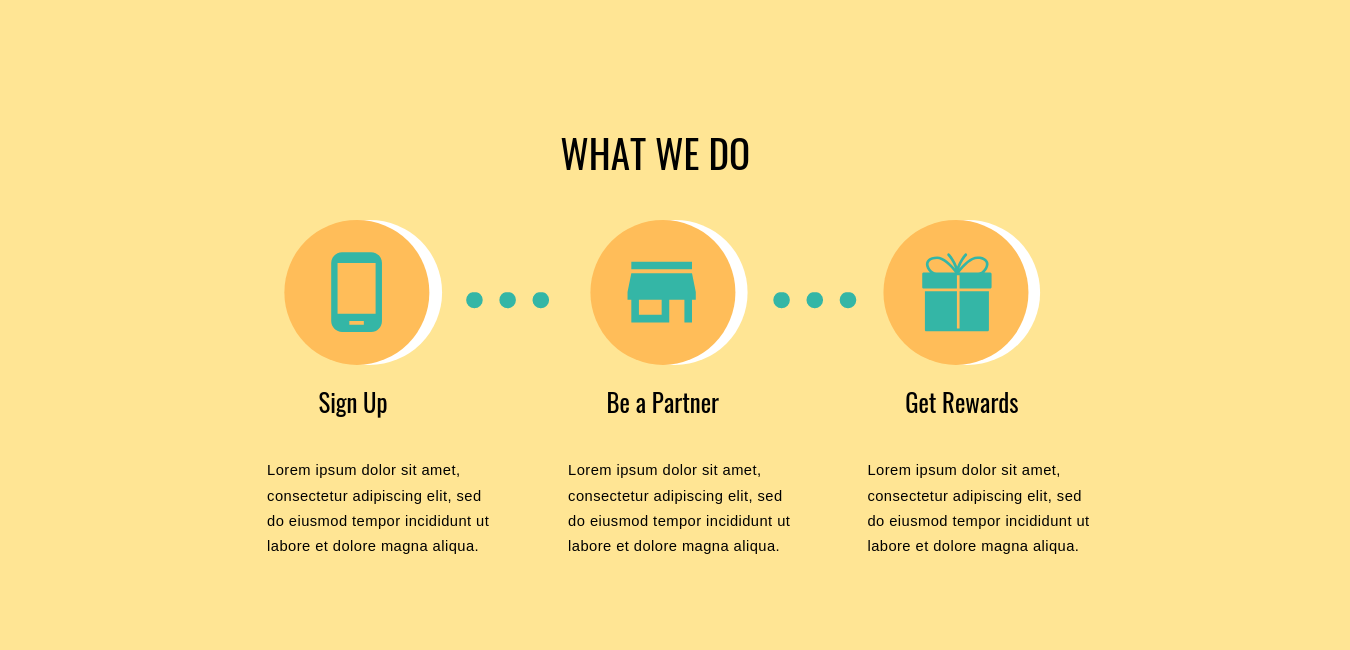 WHAT WE DO
Sign Up
Be a Partner
Get Rewards
Lorem ipsum dolor sit amet,
consectetur adipiscing elit, sed
do eiusmod tempor incididunt ut
labore et dolore magna aliqua.
Lorem ipsum dolor sit amet,
consectetur adipiscing elit, sed
do eiusmod tempor incididunt ut
labore et dolore magna aliqua.
Lorem ipsum dolor sit amet,
consectetur adipiscing elit, sed
do eiusmod tempor incididunt ut
labore et dolore magna aliqua.